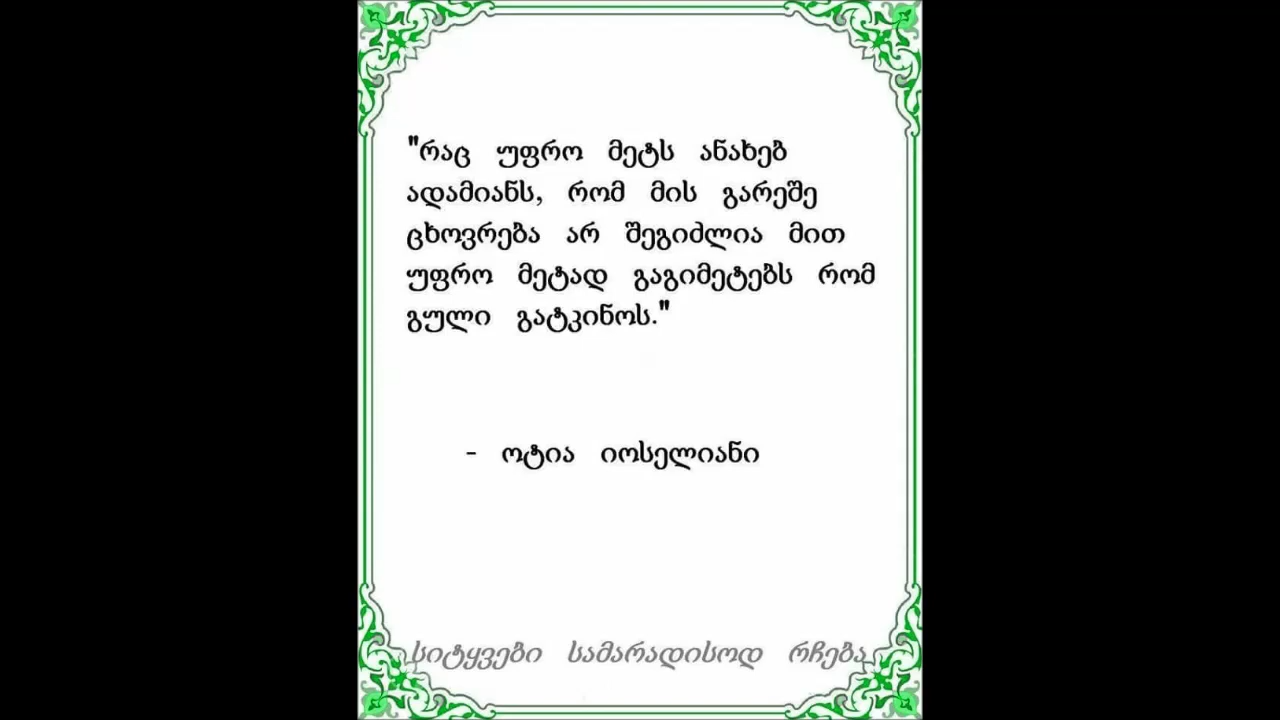 "რაც უფრო მეტს ანახებ
ადამიანს, რომ მის გარეშე
ცხოვრება არ შეგიძლია მით
უფრო მეტად გაგიმეტებს რომ
გული გატკინოს."
- ოტია იოსელიანი
სიტყვები სამარადისოდ რჩება